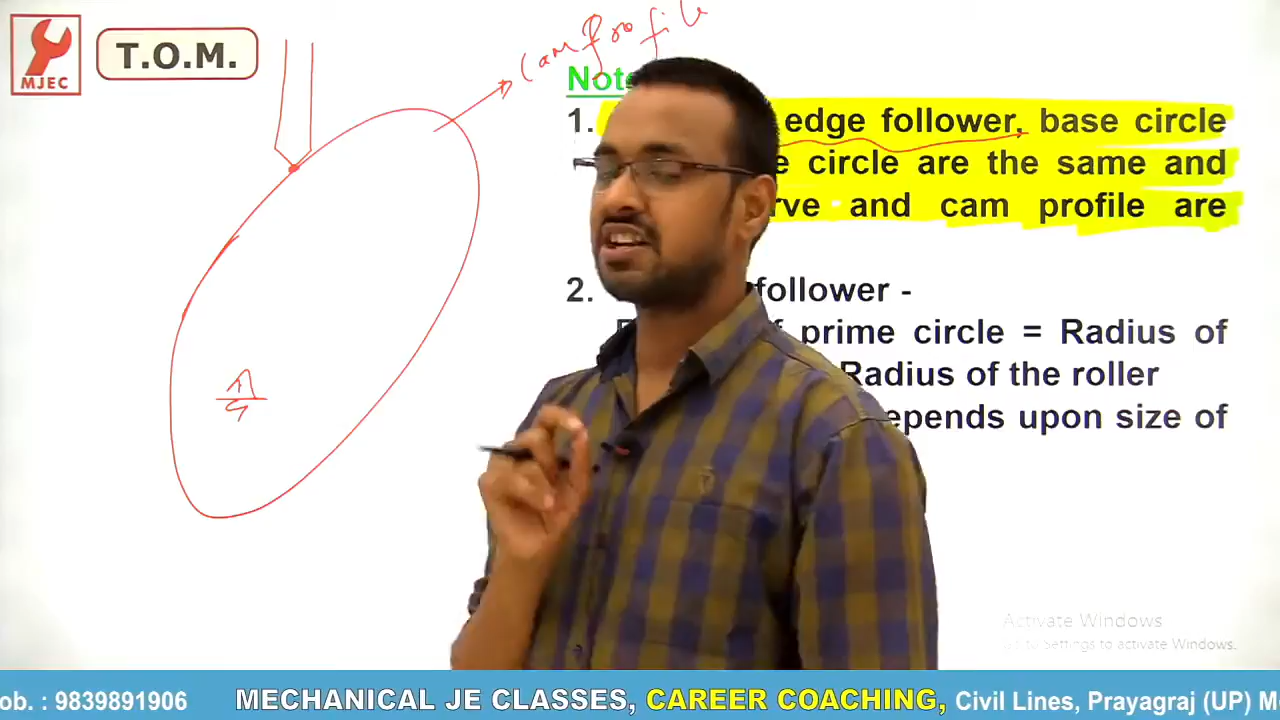 MJEC
T.O.M.
Cam profile
Not
1. edge follower, base circle
e circle are the same and
rve and cam profile are
2. follower -
prime circle = Radius of
Radius of the roller
epends upon size of
Activate Windows
Go to Settings to activate Windows.
ob. : 9839891906 MECHANICAL JE CLASSES, CAREER COACHING, Civil Lines, Prayagraj (UP) M